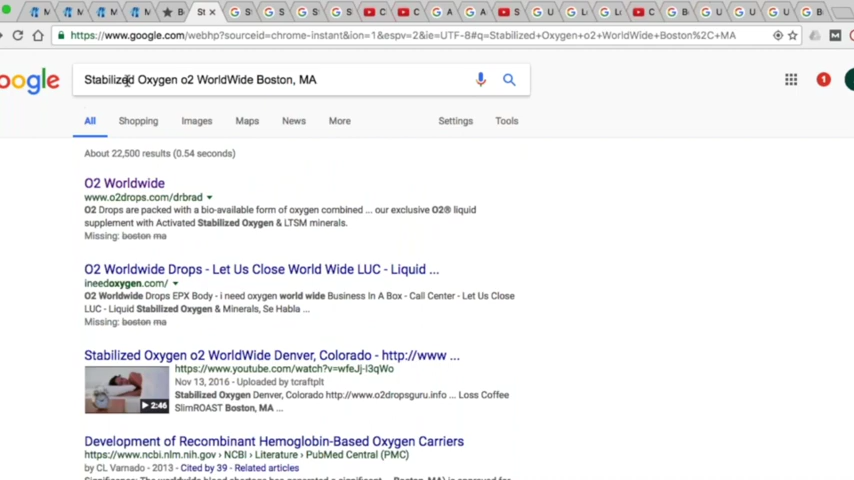 https://www.google.com/webhp?sourceid=chrome-instant&ion=1&espv=2&ie=UTF-8#q=Stabilized+Oxygen+o2+WorldWide+Boston%2C+MA
oogle
Stabilized Oxygen o2 WorldWide Boston, MA
1
All Shopping Images Maps News More Settings Tools
About 22,500 results (0.54 seconds)
O2 Worldwide
www.o2drops.com/drbrad
O2 Drops are packed with a bio-available form of oxygen combined ... our exclusive O2® liquid
supplement with Activated Stabilized Oxygen & LTSM minerals.
Missing: boston ma
O2 Worldwide Drops - Let Us Close World Wide LUC - Liquid ...
ineedoxygen.com/
O2 Worldwide Drops EPX Body - i need oxygen world wide Business In A Box - Call Center - Let Us Close
LUC - Liquid Stabilized Oxygen & Minerals, Se Habla ...
Missing: boston ma
Stabilized Oxygen o2 WorldWide Denver, Colorado - http://www ...
https://www.youtube.com/watch?v=wfeJj-I3qWo
Nov 13, 2016 - Uploaded by tcraftplt
Stabilized Oxygen Denver, Colorado http://www.o2dropsguru.info ... Loss Coffee
SlimROAST Boston, MA ...
2:46
Development of Recombinant Hemoglobin-Based Oxygen Carriers
https://www.ncbi.nlm.nih.gov › NCBI › Literature › PubMed Central (PMC)
by CL Varnado - 2013 - Cited by 39 - Related articles